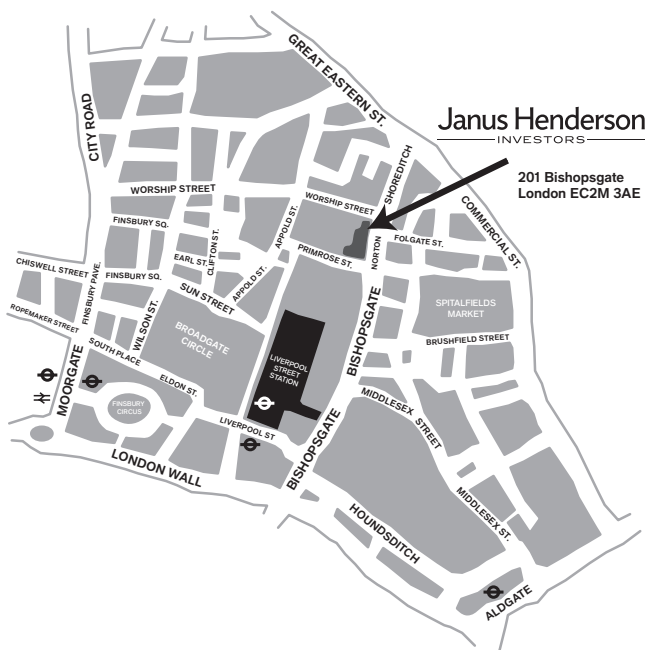 GREAT EASTERN ST.
CITY ROAD
Janus Henderson
INVESTORS
201 Bishopsgate
London EC2M 3AE
SHOREDITCH
WORSHIP STREET
WORSHIP STREET
COMMERCIAL ST.
FINSBURY SQ.
APPOLD ST.
CLIFTON ST.
NORTON
FOLGATE ST.
PRIMROSE ST.
EARL ST.
CHISWELL STREET
FINSBURY PAVE.
FINSBURY SQ.
APPOLD ST.
SUN STREET
SPITALFIELDS
MARKET
ROPEMAKER STREET
WILSON ST.
BROADGATE
CIRCLE
BISHOPSGATE
BRUSHFIELD STREET
SOUTH PLACE
LIVERPOOL
STREET
STATION
MOORGATE
ELDON ST.
FINSBURY
CIRCUS
MIDDLESEX STREET
LIVERPOOL ST
BISHOPSGATE
LONDON WALL
MIDDLESEX ST.
HOUNDSDITCH
ALDGATE